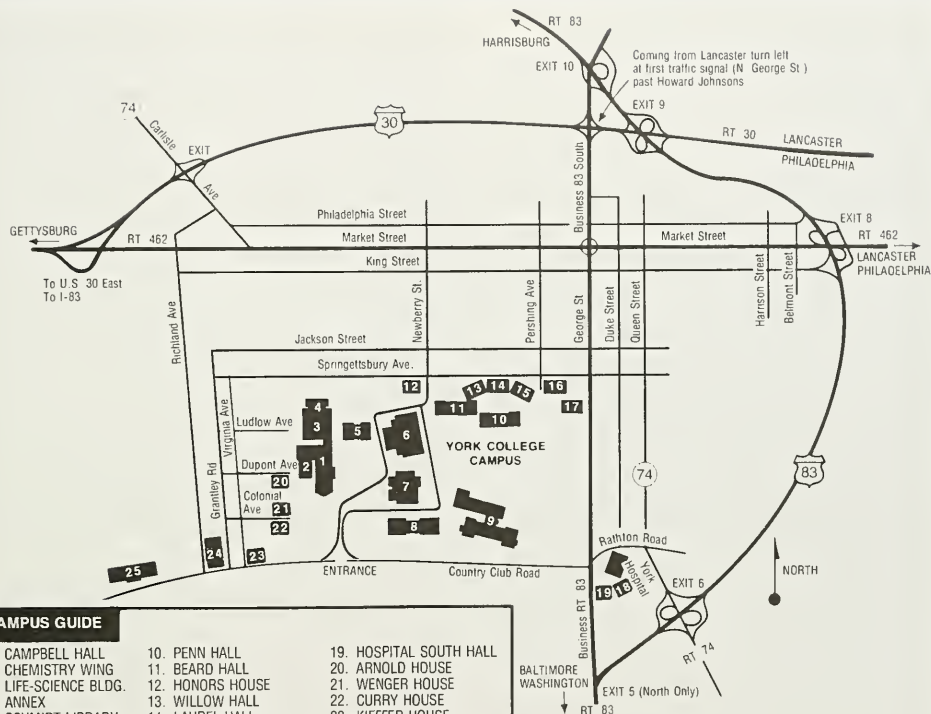 RT 83
HARRISBURG
EXIT 10
Coming from Lancaster turn left
at first traffic signal (N George St )
past Howard Johnsons
EXIT 9
74
Carlisle
Ave
EXIT
30
RT 30
LANCASTER
PHILADELPHIA
Business 83 South
Philadelphia Street
GETTYSBURG
RT 462
Market Street
Market Street
EXIT 8
RT 462
King Street
LANCASTER
PHILADELPHIA
To U.S 30 East
To I-83
Richland Ave
Newberry St.
Pershing Ave
George St
Duke Street
Queen Street
Harrison Street
Belmont Street
Jackson Street
Springettsbury Ave.
12
13
14
15
16
17
11
10
4
3
5
6
Virginia Ave
Ludlow Ave
YORK COLLEGE
CAMPUS
Grantley Rd
Dupont Ave
2
1
20
7
74
83
Colonial
Ave
21
22
8
9
24
23
25
ENTRANCE
Country Club Road
Rathton Road
York
Hospital
19
18
EXIT 6
NORTH
Business RT 83
RT 74
BALTIMORE
WASHINGTON
EXIT 5 (North Only)
RT 83
AMPUS GUIDE
CAMPBELL HALL
CHEMISTRY WING
LIFE-SCIENCE BLDG.
ANNEX
10. PENN HALL
11. BEARD HALL
12. HONORS HOUSE
13. WILLOW HALL
19. HOSPITAL SOUTH HALL
20. ARNOLD HOUSE
21. WENGER HOUSE
22. CURRY HOUSE